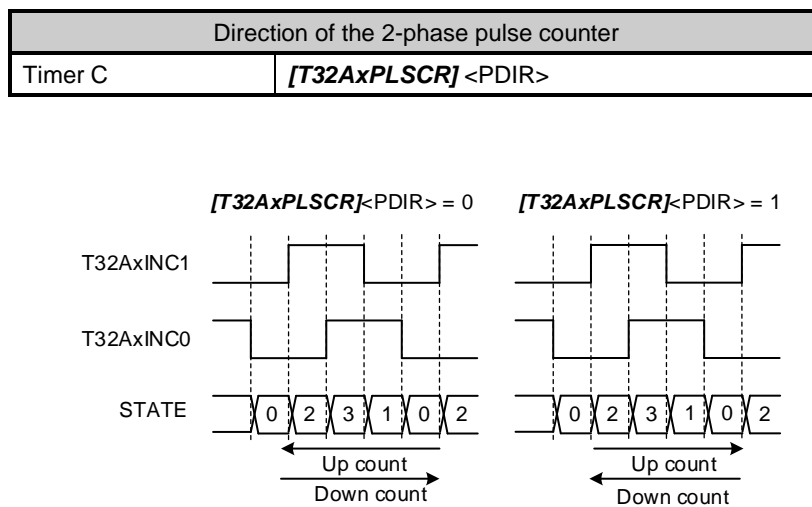 Direction of the 2-phase pulse counter
Timer C [T32AxPLSCR] <PDIR>
[T32AxPLSCR]<PDIR> = 0 [T32AxPLSCR]<PDIR> = 1
T32AxINC1
T32AxINC0
STATE 0 2 3 1 0 2 0 2 3 1 0 2
Up count Up count
Down count Down count